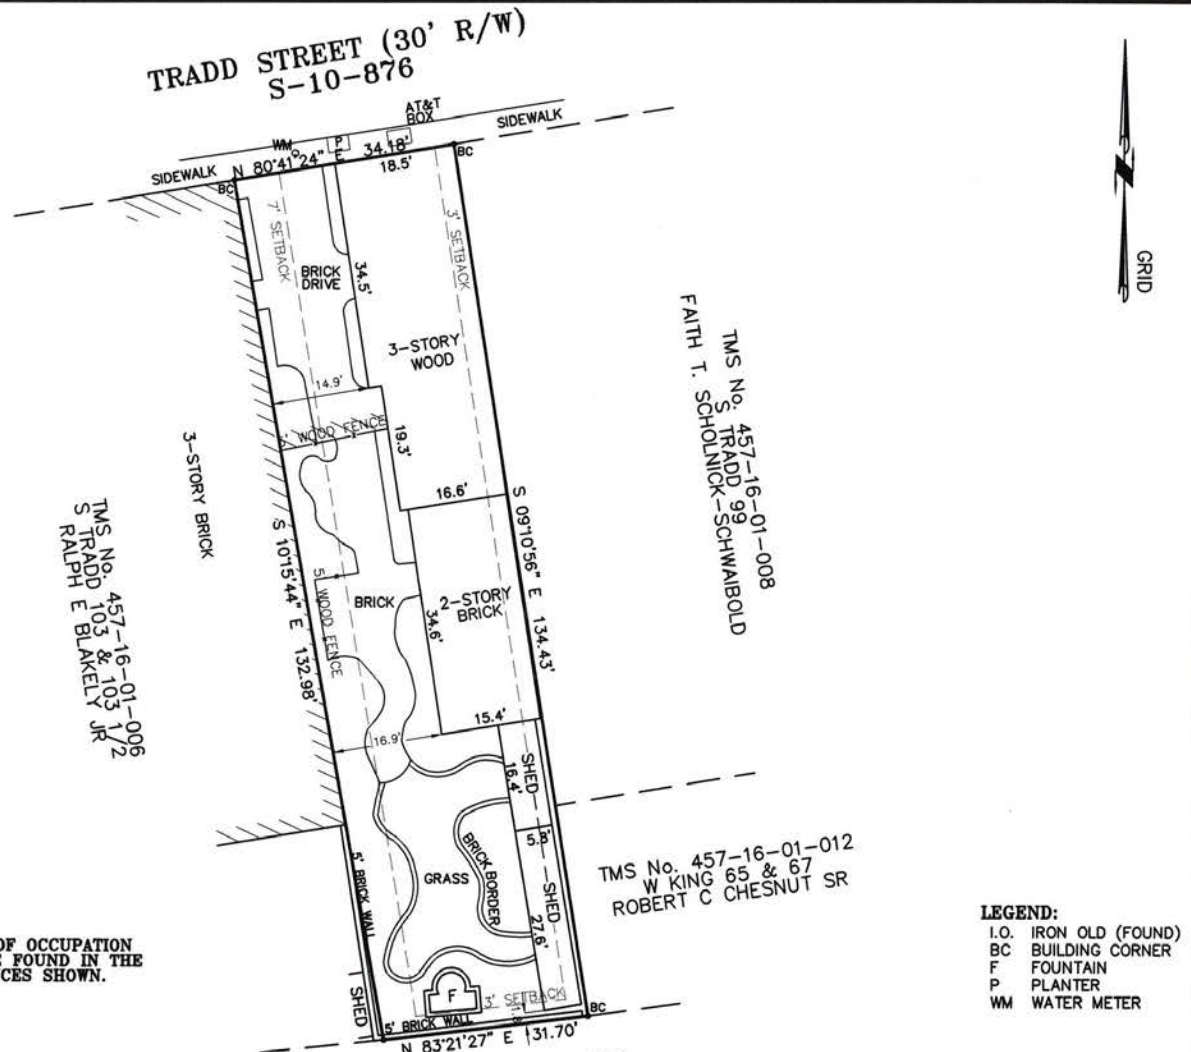 TRADD STREET (30' R/W)
S-10-876
AT&T
BOX
SIDEWALK
WM
P
E
SIDEWALK
N 80°41'24"
34.18'
18.5'
BC
BC
7' SETBACK
3' SETBACK
BRICK
DRIVE
34.5'
GRID
3-STORY
WOOD
14.9'
WOOD FENCE
19.3'
16.6'
3-STORY BRICK
TMS No. 457-16-01-008
S TRADD 99
FAITH T. SCHOLNICK-SCHWAIBOLD
S 09°10'56" E 134.43'
TMS No. 457-16-01-006
S TRADD 103 & 103 1/2
RALPH E BLAKELY JR
S 10°15'44" E 132.98'
5' WOOD FENCE
BRICK
2-STORY
BRICK
34.6'
15.4'
16.9'
SHED
16.4'
5.8'
TMS No. 457-16-01-012
W KING 65 & 67
ROBERT C CHESNUT SR
5' BRICK WALL
GRASS
BRICK BORDER
SHED
27.6'
OF OCCUPATION
FOUND IN THE
CES SHOWN.
SHED
F
3' SETBACK
5' BRICK WALL
1.8'
BC
N 83°21'27" E 31.70'
LEGEND:
I.O. IRON OLD (FOUND)
BC BUILDING CORNER
F FOUNTAIN
P PLANTER
WM WATER METER